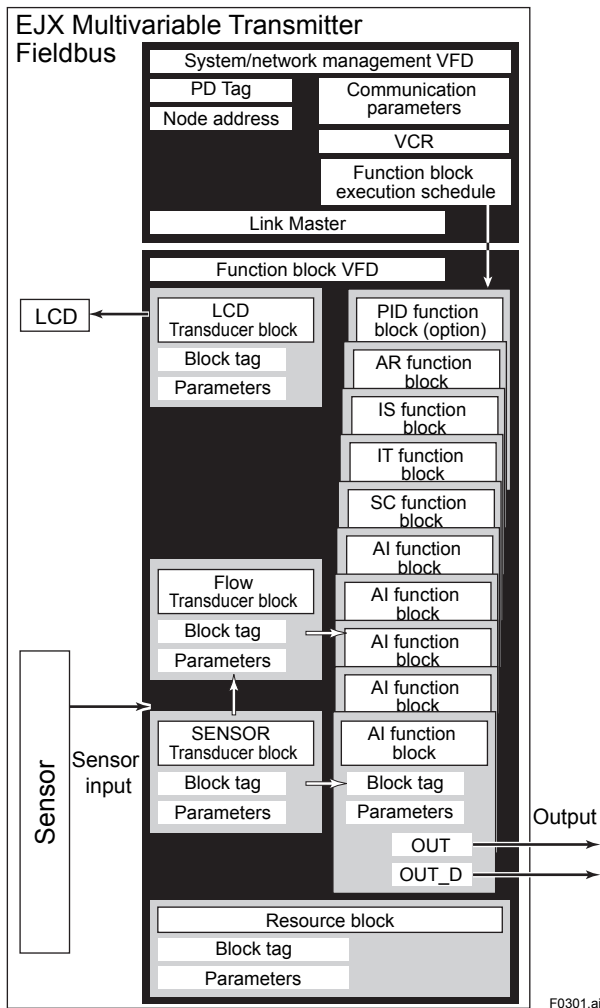 EJX Multivariable Transmitter
Fieldbus
System/network management VFD
PD Tag
Node address
Communication
parameters
VCR
Function block
execution schedule
Link Master
Function block VFD
LCD
LCD
Transducer block
Block tag
Parameters
PID function
block (option)
AR function
block
IS function
block
IT function
block
SC function
block
AI function
block
AI function
block
AI function
block
AI function
block
Flow
Transducer block
Block tag
Parameters
Sensor
Sensor
input
SENSOR
Transducer block
Block tag
Parameters
AI function
block
Block tag
Parameters
OUT
OUT_D
Output
Resource block
Block tag
Parameters
F0301.ai